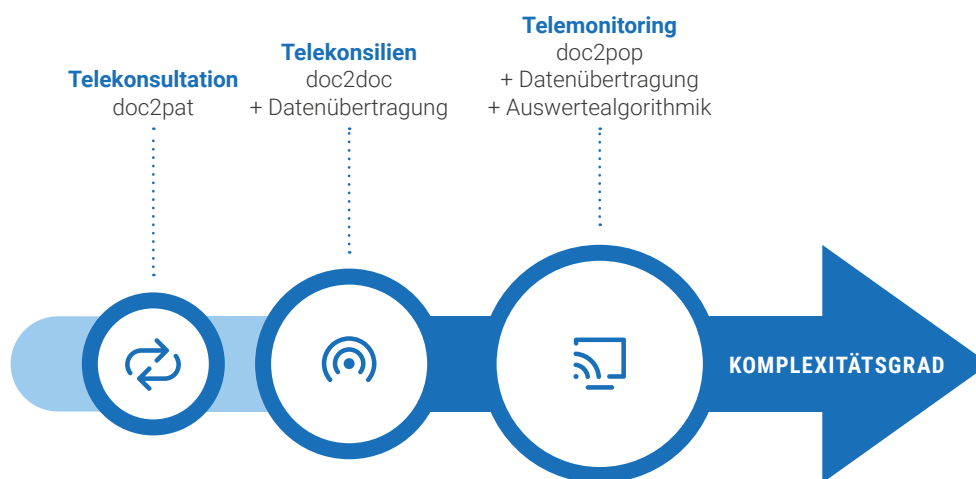 Telekonsultation
doc2pat
Telekonsilien
doc2doc
+ Datenübertragung
Telemonitoring
doc2pop
+ Datenübertragung
+ Auswertealgorithmik
KOMPLEXITÄTSGRAD